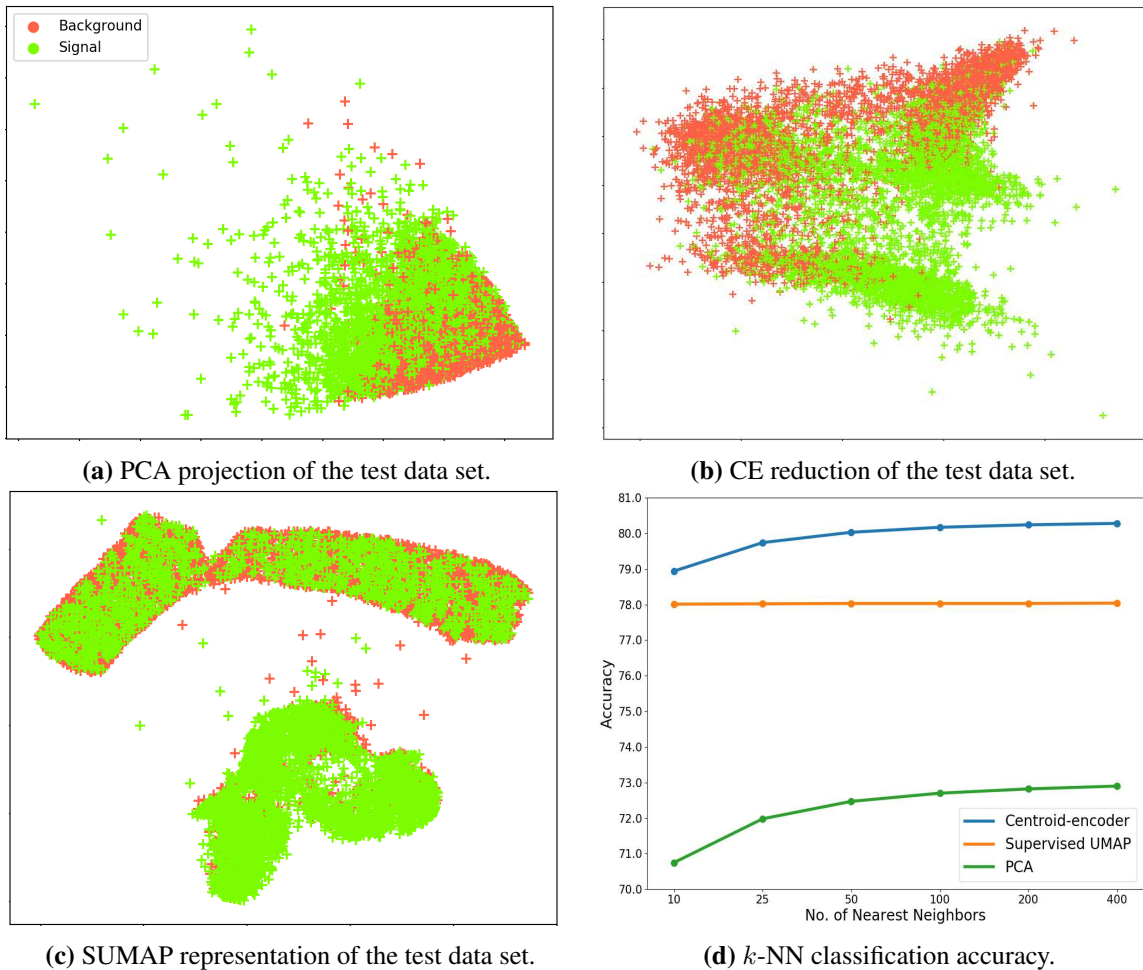 Background
Signal
(a) PCA projection of the test data set.
(b) CE reduction of the test data set.
(c) SUMAP representation of the test data set.
81.0
80.0
79.0
78.0
77.0
76.0
75.0
74.0
73.0
72.0
71.0
70.0
Accuracy
Centroid-encoder
Supervised UMAP
PCA
10 25 50 100 200 400
No. of Nearest Neighbors
(d) k-NN classification accuracy.